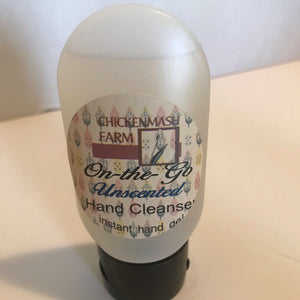 CHICKENMASH
FARM
On-the-Go
Unscented
Hand Cleanser
instant hand gel